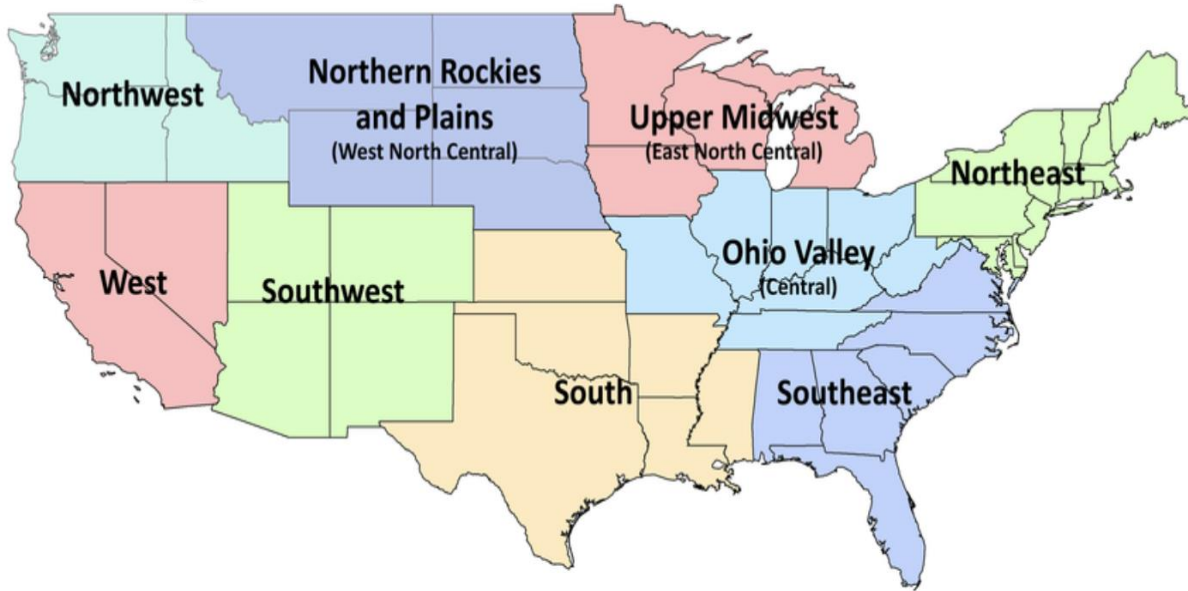 Northwest
Northern Rockies
and Plains
(West North Central)
Upper Midwest
(East North Central)
Northeast
West
Southwest
Ohio Valley
(Central)
South
Southeast